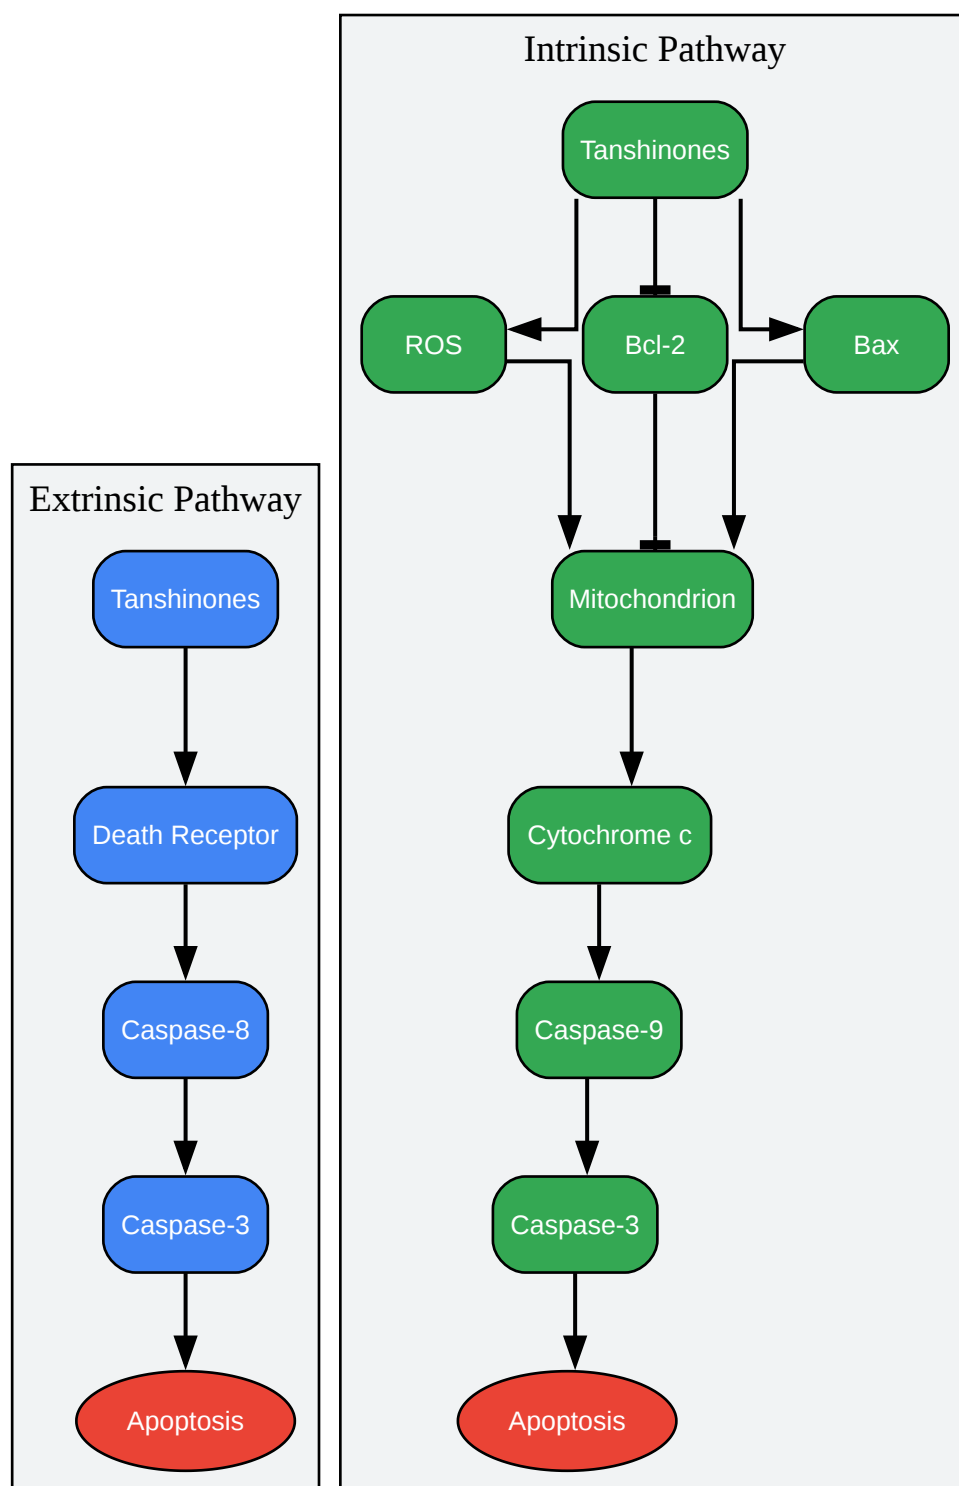 Intrinsic Pathway
Tanshinones
ROS
Bcl-2
Bax
Mitochondrion
Cytochrome c
Caspase-9
Caspase-3
Apoptosis
Extrinsic Pathway
Tanshinones
Death Receptor
Caspase-8
Caspase-3
Apoptosis